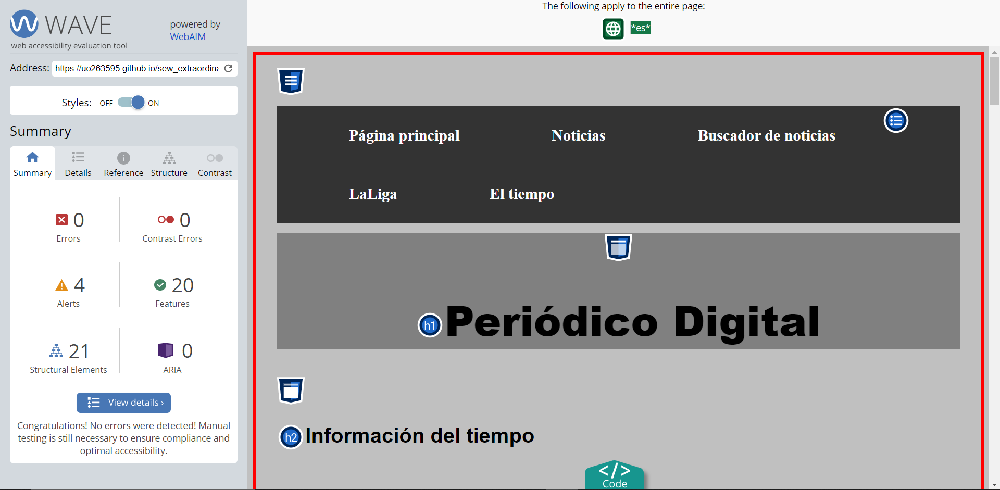 WAVE
web accessibility evaluation tool
powered by
WebAIM
Address: https://uo263595.github.io/sew_extraordina
Styles: OFF ON
Summary
Summary Details Reference Structure Contrast
0 0
Errors Contrast Errors
4 20
Alerts Features
21 0
Structural Elements ARIA
View details ›
Congratulations! No errors were detected! Manual
testing is still necessary to ensure compliance and
optimal accessibility.
The following apply to the entire page:
*es*
Página principal Noticias Buscador de noticias
LaLiga El tiempo
h1 Periódico Digital
h2 Información del tiempo
</>
Code